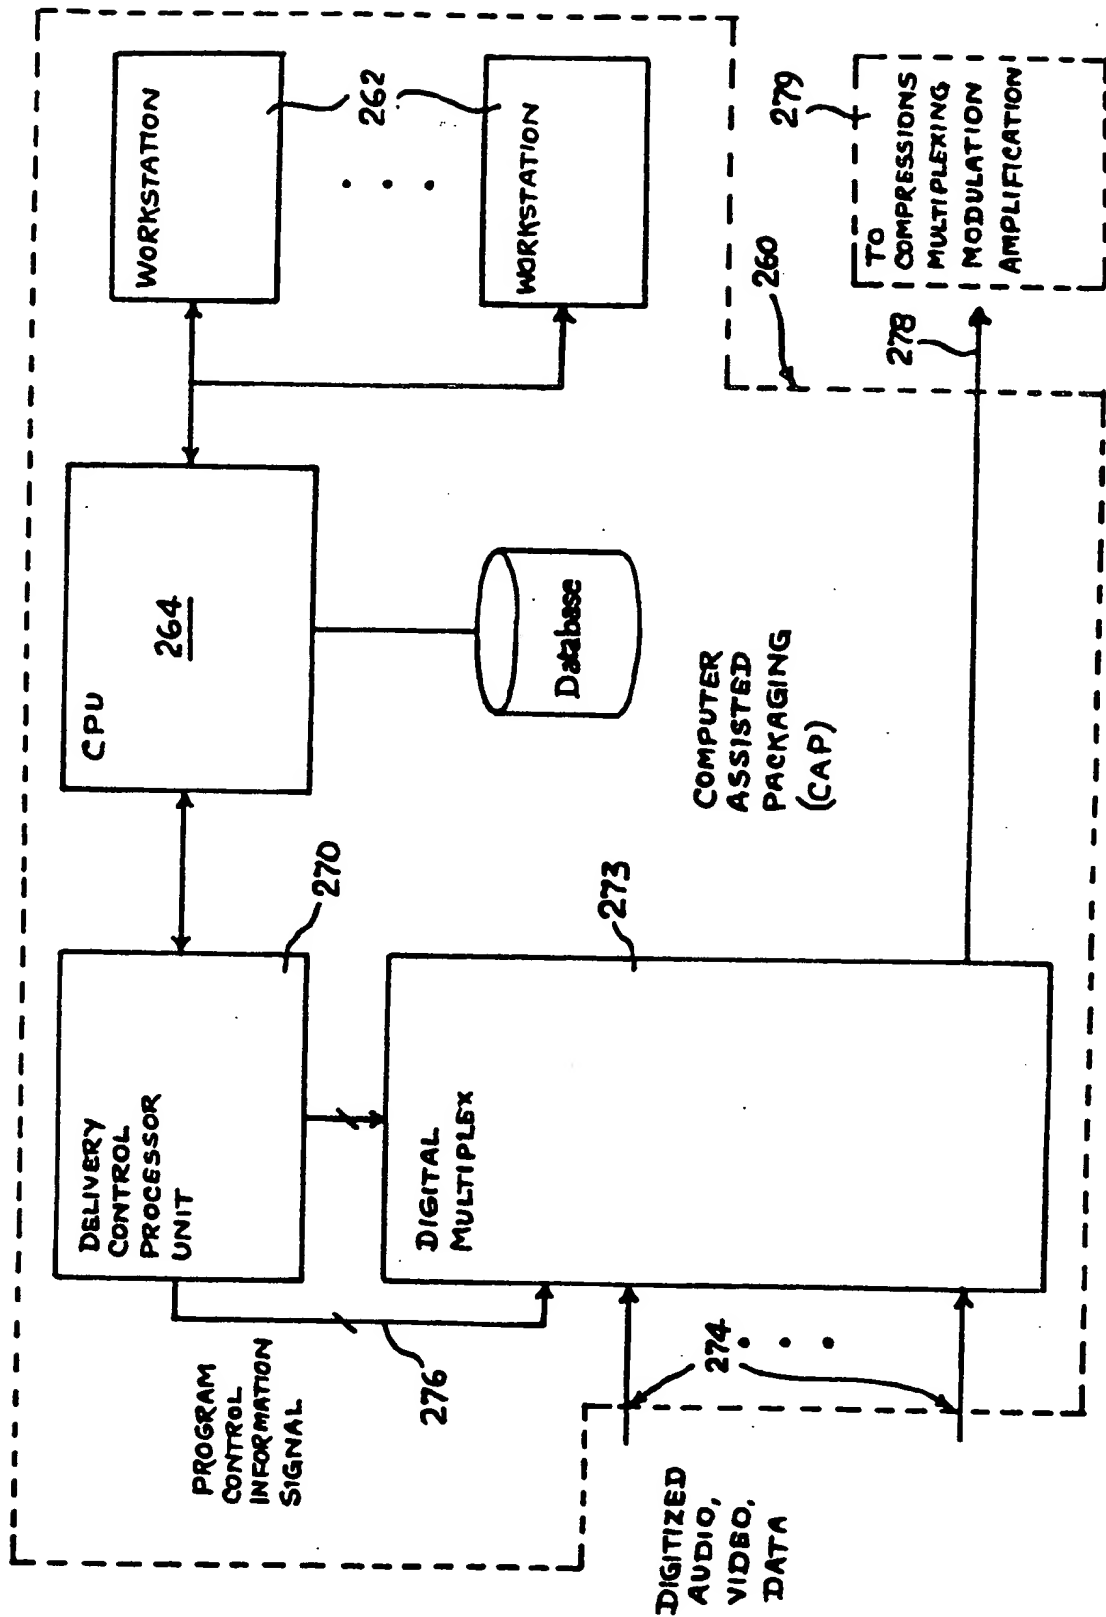 PROGRAM
CONTROL
INFORMATION
SIGNAL
276
DELIVERY
CONTROL
PROCESSOR
UNIT
270
CPU
264
WORKSTATION
262
WORKSTATION
Database
DIGITIZED
AUDIO,
VIDEO,
DATA
274
DIGITAL
MULTIPLEX
273
COMPUTER
ASSISTED
PACKAGING
(CAP)
260
278
279
TO
COMPRESSIONS
MULTIPLEXING
MODULATION
AMPLIFICATION